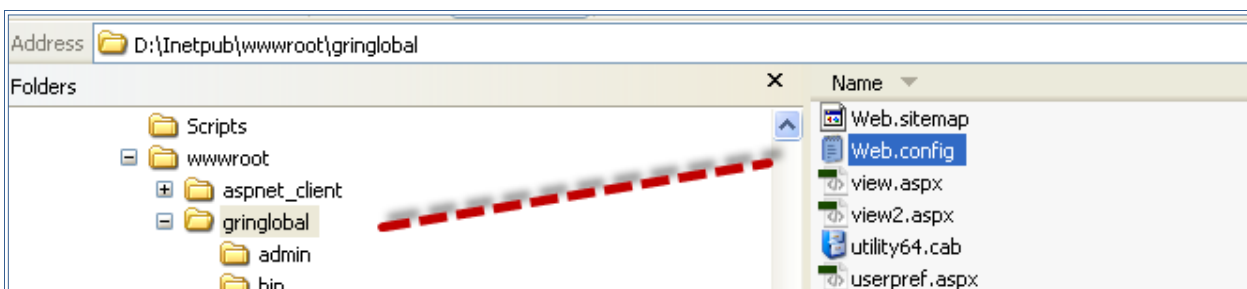 Address D:\Inetpub\wwwroot\gringlobal
Folders
Scripts
wwwroot
aspnet_client
gringlobal
admin
bin
Name
Web.sitemap
Web.config
view.aspx
view2.aspx
utility64.cab
userpref.aspx